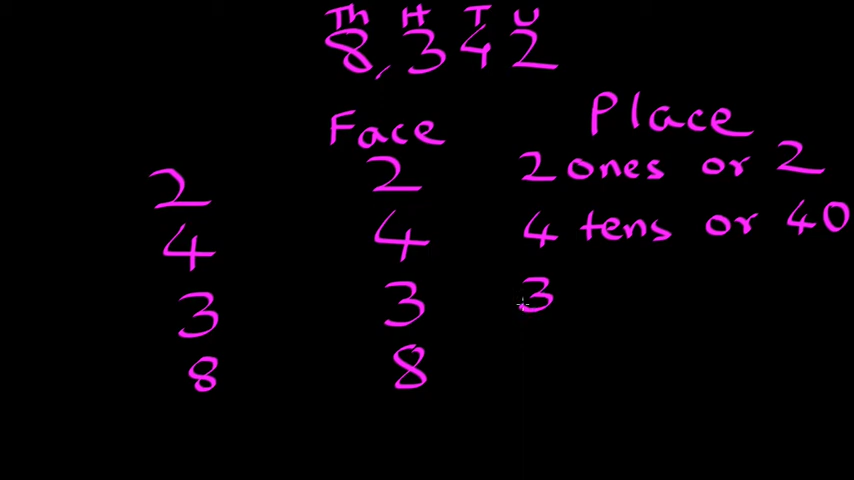 Th H T U
8,342
Face Place
2 2 2 ones or 2
4 4 4 tens or 40
3 3 3
8 8